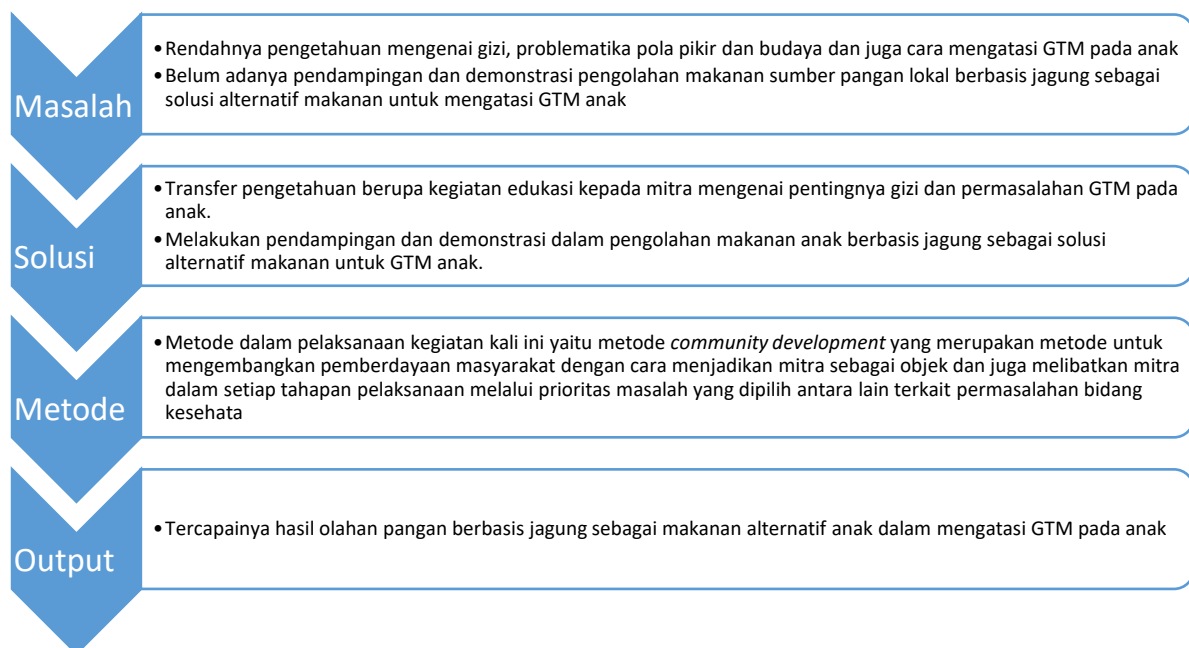 Masalah
•Rendahnya pengetahuan mengenai gizi, problematika pola pikir dan budaya dan juga cara mengatasi GTM pada anak
•Belum adanya pendampingan dan demonstrasi pengolahan makanan sumber pangan lokal berbasis jagung sebagai
solusi alternatif makanan untuk mengatasi GTM anak
Solusi
•Transfer pengetahuan berupa kegiatan edukasi kepada mitra mengenai pentingnya gizi dan permasalahan GTM pada
anak.
•Melakukan pendampingan dan demonstrasi dalam pengolahan makanan anak berbasis jagung sebagai solusi
alternatif makanan untuk GTM anak.
Metode
•Metode dalam pelaksanaan kegiatan kali ini yaitu metode community development yang merupakan metode untuk
mengembangkan pemberdayaan masyarakat dengan cara menjadikan mitra sebagai objek dan juga melibatkan mitra
dalam setiap tahapan pelaksanaan melalui prioritas masalah yang dipilih antara lain terkait permasalahan bidang
kesehata
Output
•Tercapainya hasil olahan pangan berbasis jagung sebagai makanan alternatif anak dalam mengatasi GTM pada anak